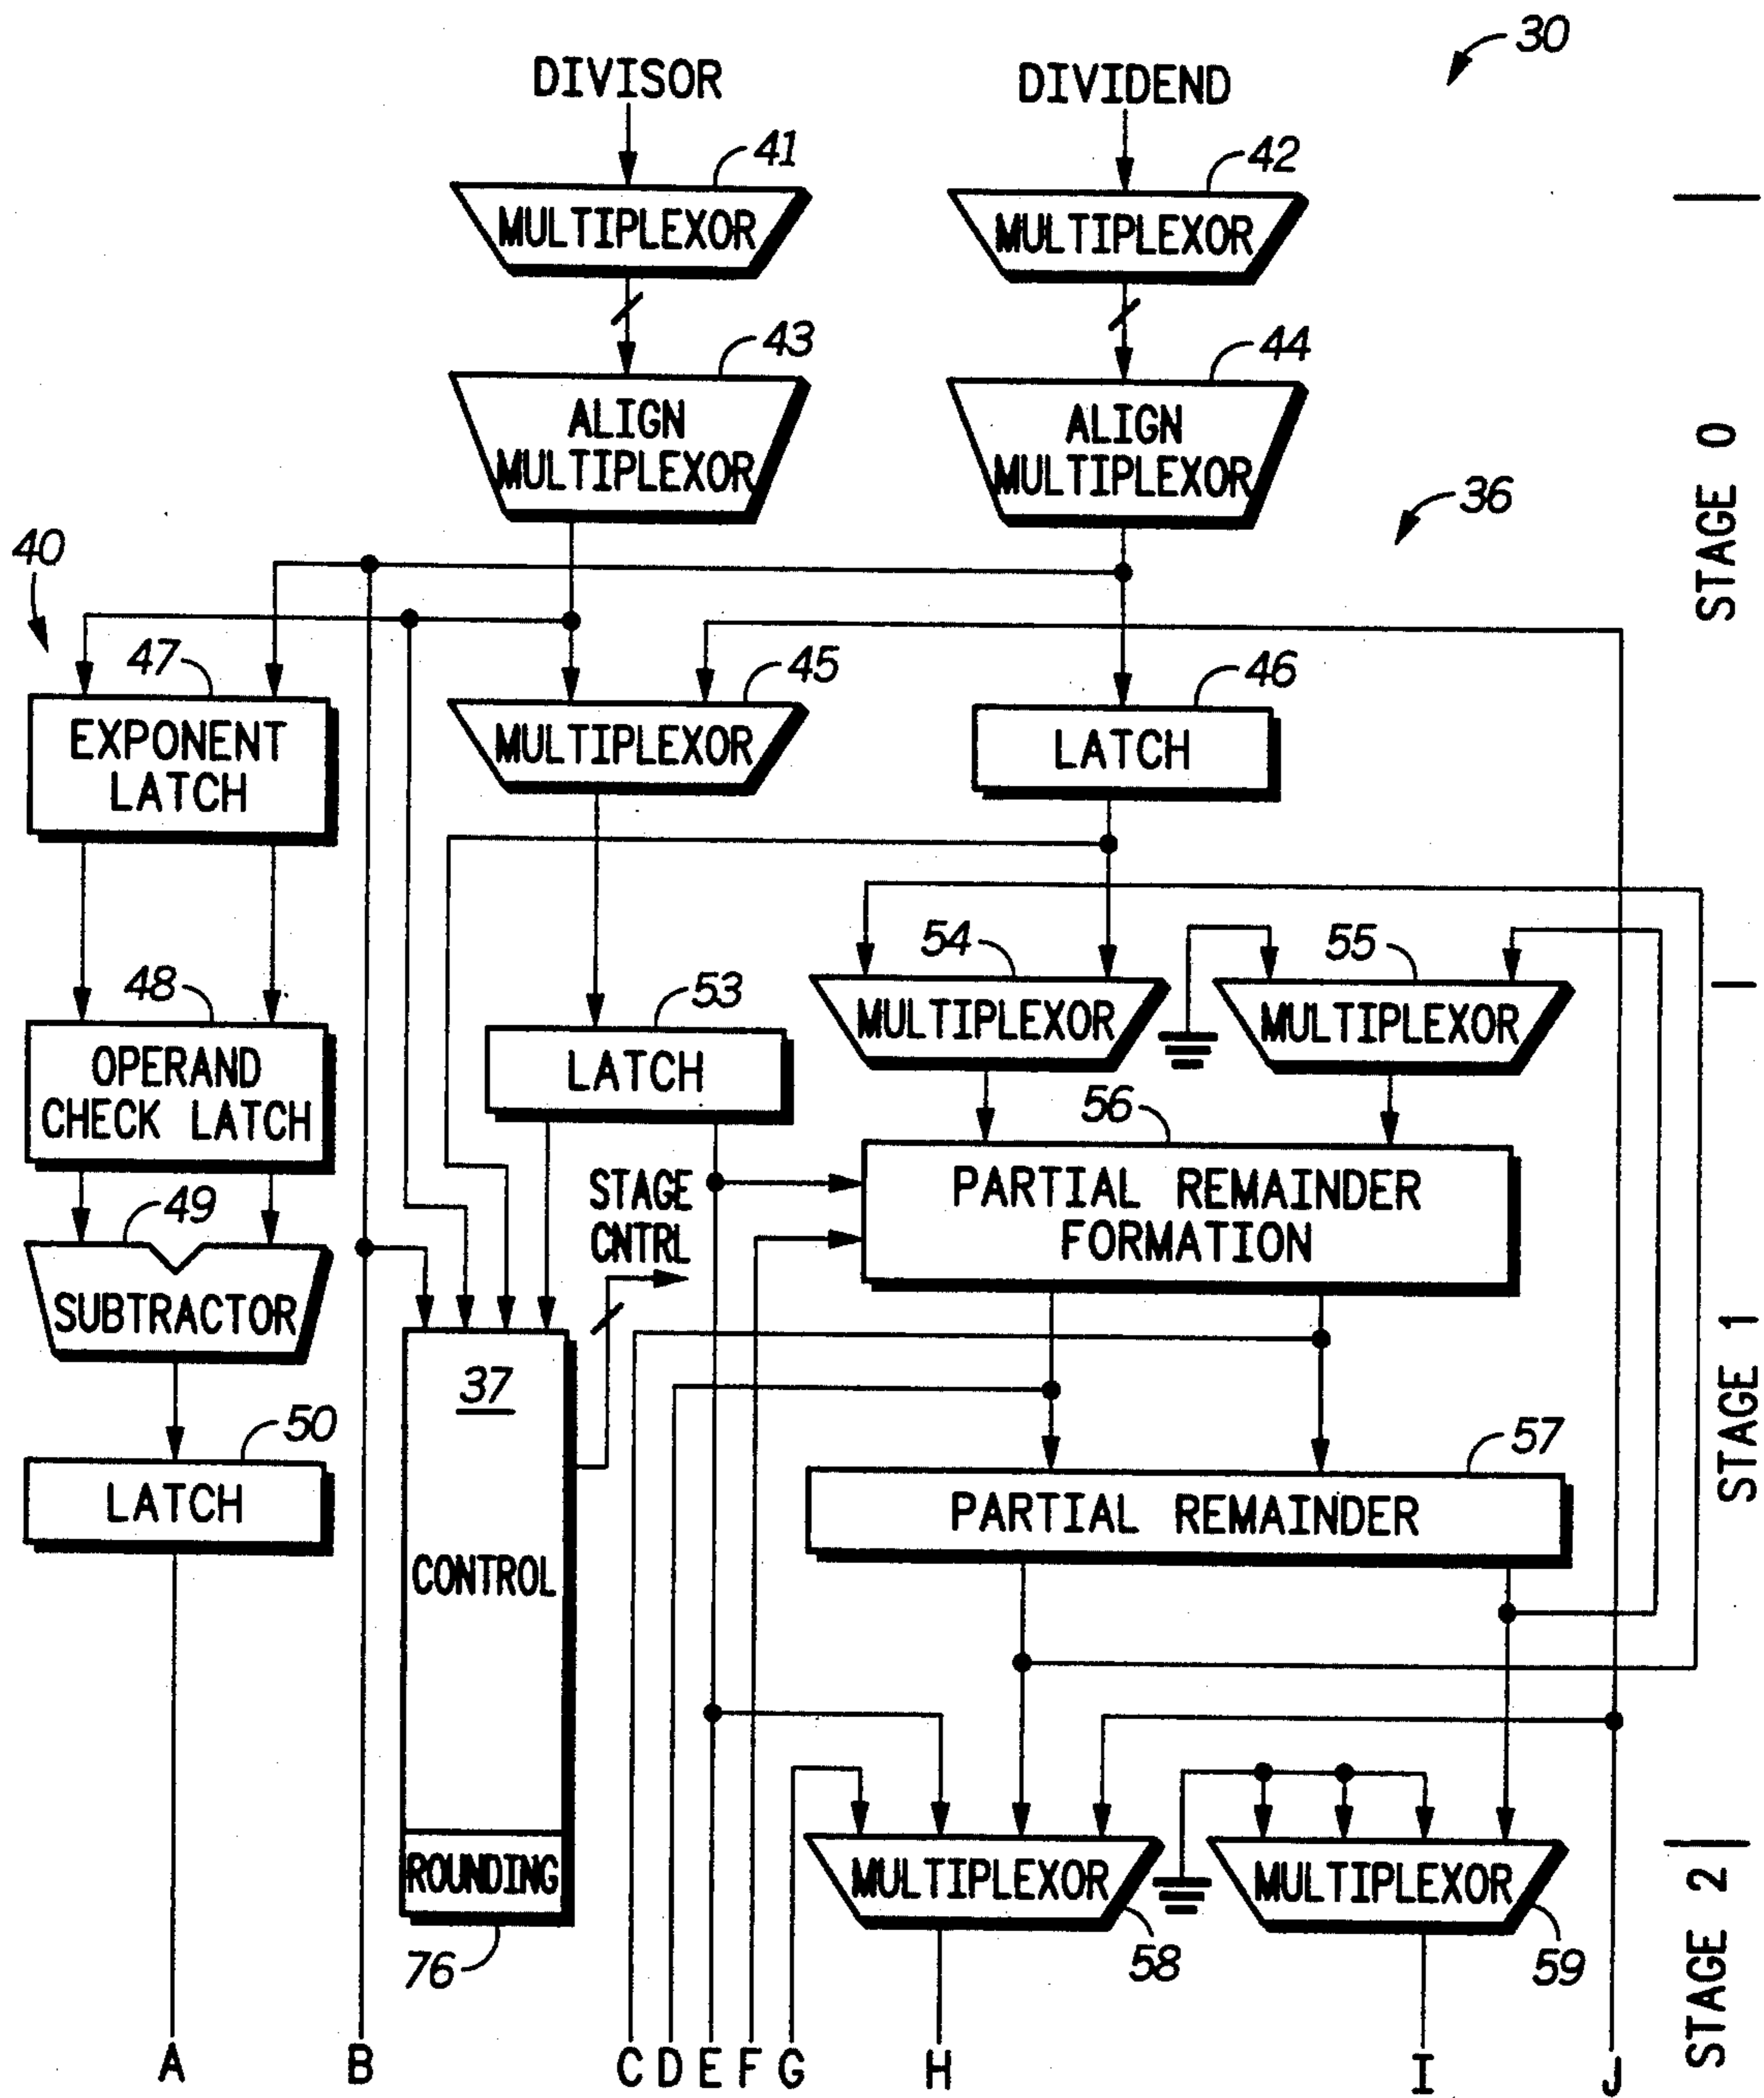 30
DIVISOR
DIVIDEND
41
42
MULTIPLEXOR
MULTIPLEXOR
43
44
ALIGN
MULTIPLEXOR
ALIGN
MULTIPLEXOR
STAGE 0
36
40
47
45
46
EXPONENT
LATCH
MULTIPLEXOR
LATCH
54
55
48
53
MULTIPLEXOR
MULTIPLEXOR
OPERAND
CHECK LATCH
LATCH
56
STAGE
CNTRL
PARTIAL REMAINDER
FORMATION
49
SUBTRACTOR
STAGE 1
37
50
57
LATCH
PARTIAL REMAINDER
CONTROL
ROUNDING
MULTIPLEXOR
MULTIPLEXOR
STAGE 2
76
58
59
A
B
C
D
E
F
G
H
I
J